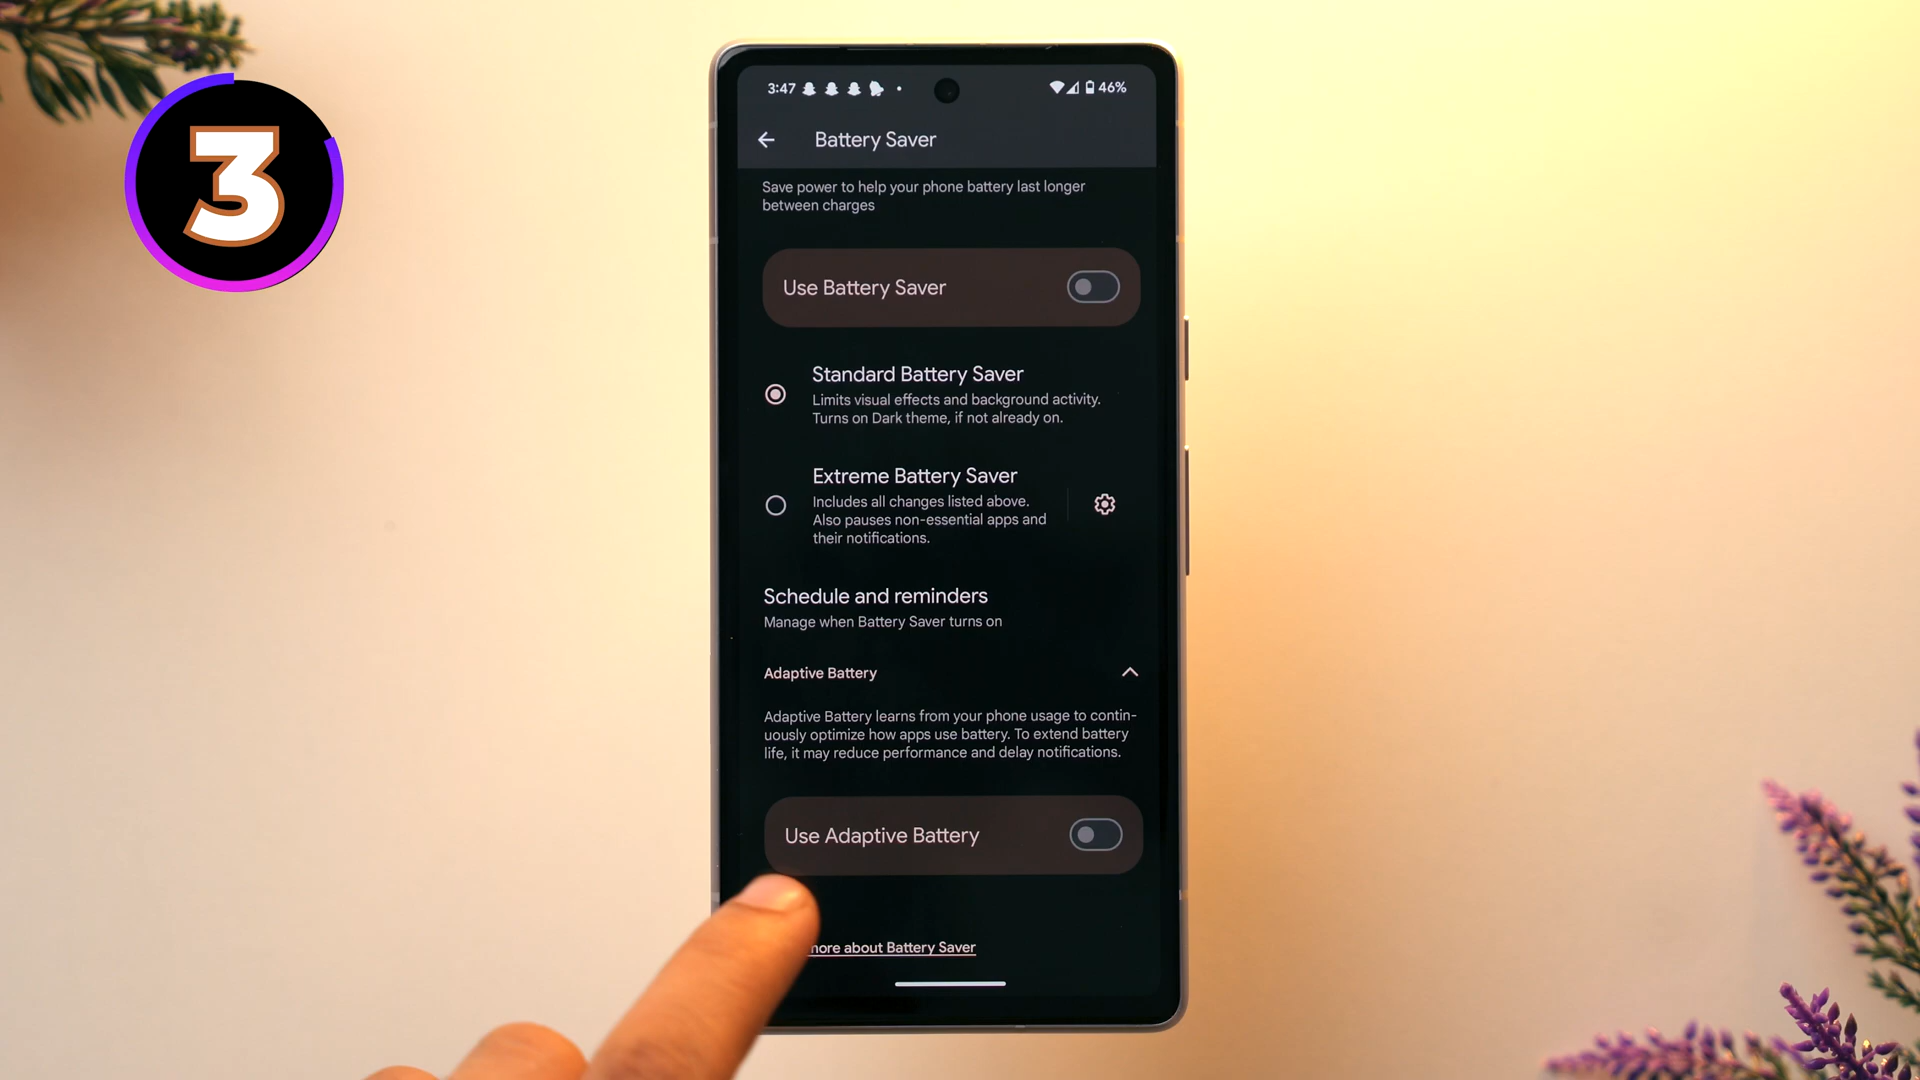 3
3:47
46%
Battery Saver
Save power to help your phone battery last longer
between charges
Use Battery Saver
Standard Battery Saver
Limits visual effects and background activity.
Turns on Dark theme, if not already on.
Extreme Battery Saver
Includes all changes listed above.
Also pauses non-essential apps and
their notifications.
Schedule and reminders
Manage when Battery Saver turns on
Adaptive Battery
Adaptive Battery learns from your phone usage to contin-
uously optimize how apps use battery. To extend battery
life, it may reduce performance and delay notifications.
Use Adaptive Battery
more about Battery Saver